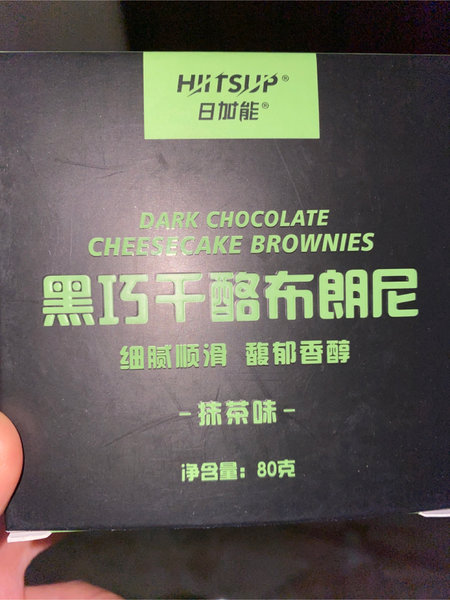 HIITSUP®
日加能®
DARK CHOCOLATE
CHEESECAKE BROWNIES
黑巧干酪布朗尼
细腻顺滑 馥郁香醇
-抹茶味-
净含量：80克